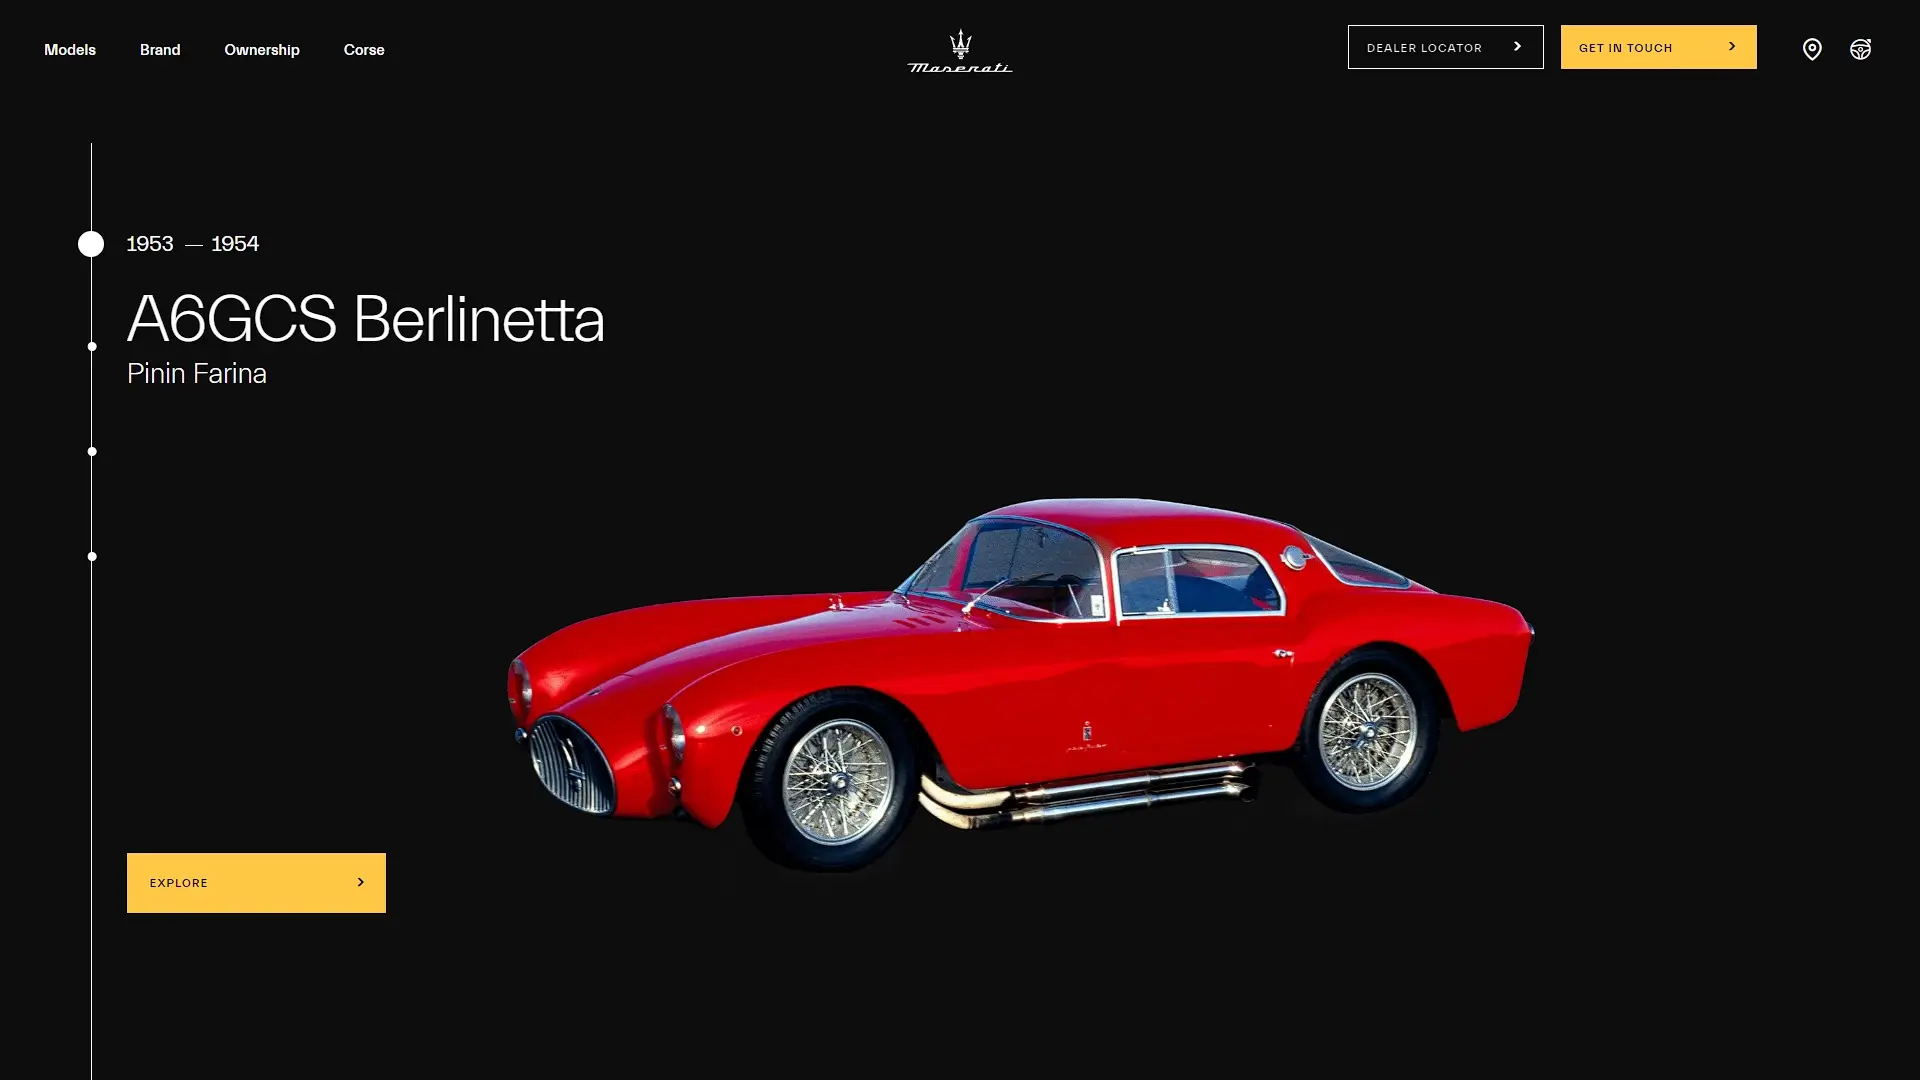 Models
Brand
Ownership
Corse
Maserati
DEALER LOCATOR
GET IN TOUCH
1953 — 1954
A6GCS Berlinetta
Pinin Farina
EXPLORE